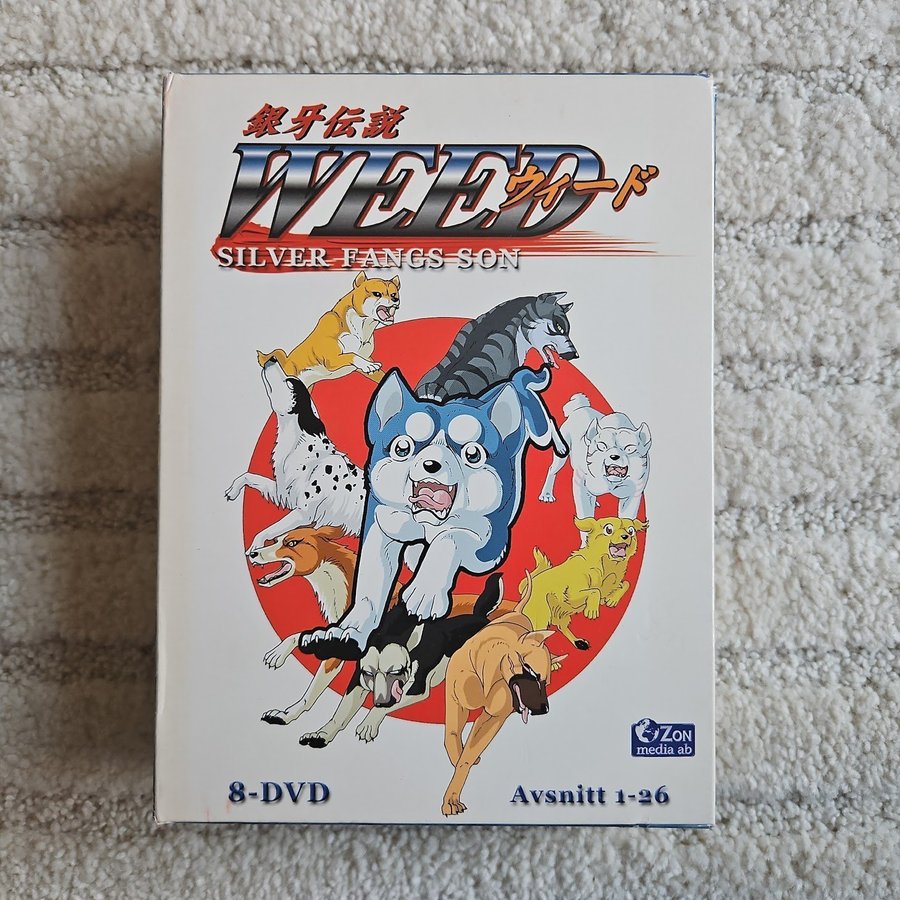 銀牙伝説
WEED ウィード
SILVER FANGS SON
OZON
media ab
8-DVD
Avsnitt 1-26